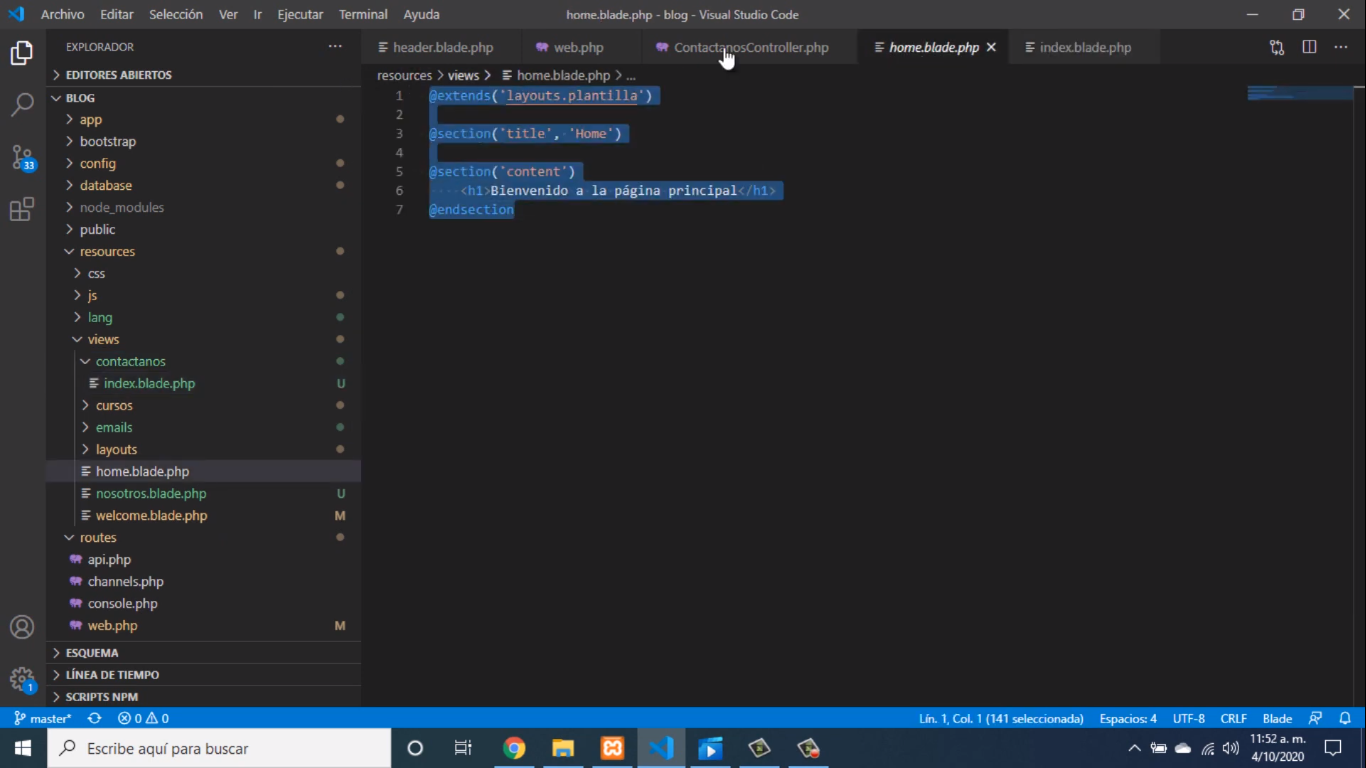 Archivo Editar Selección Ver Ir Ejecutar Terminal Ayuda home.blade.php - blog - Visual Studio Code
EXPLORADOR ···
header.blade.php web.php ContactanosController.php home.blade.php index.blade.php ···
EDITORES ABIERTOS
BLOG
app
bootstrap
config
database
node_modules
public
resources
css
js
lang
views
contactanos
index.blade.php U
cursos
emails
layouts
home.blade.php
nosotros.blade.php U
welcome.blade.php M
routes
api.php
channels.php
console.php
web.php M
ESQUEMA
LÍNEA DE TIEMPO
SCRIPTS NPM
33
1
resources > views > home.blade.php > ...
1 @extends('layouts.plantilla')
2
3 @section('title', 'Home')
4
5 @section('content')
6 <h1>Bienvenido a la página principal</h1>
7 @endsection
master* 0 0 Lín. 1, Col. 1 (141 seleccionada) Espacios: 4 UTF-8 CRLF Blade
Escribe aquí para buscar
11:52 a. m.
4/10/2020